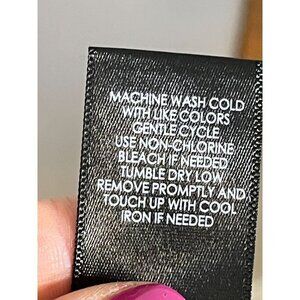 MACHINE WASH COLD
WITH LIKE COLORS
GENTLE CYCLE
USE NON-CHLORINE
BLEACH IF NEEDED
TUMBLE DRY LOW
REMOVE PROMPTLY AND
TOUCH UP WITH COOL
IRON IF NEEDED